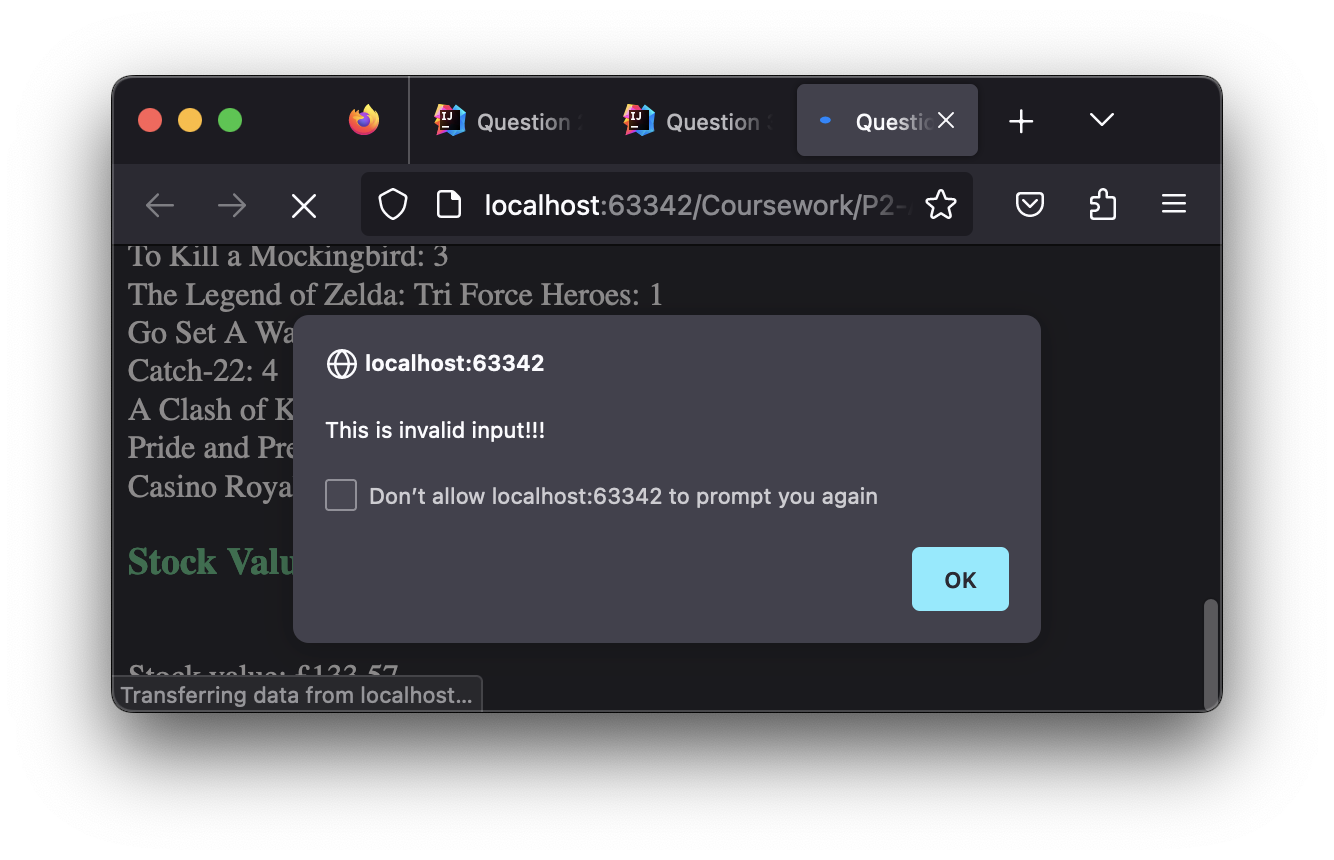 Question
Question
Questic
localhost:63342/Coursework/P2-
To Kill a Mockingbird: 3
The Legend of Zelda: Tri Force Heroes: 1
Go Set A Wa
Catch-22: 4
A Clash of K
Pride and Pre
Casino Roya
Stock Valu
Stock value: £133.57
localhost:63342
This is invalid input!!!
Don’t allow localhost:63342 to prompt you again
OK
Transferring data from localhost...